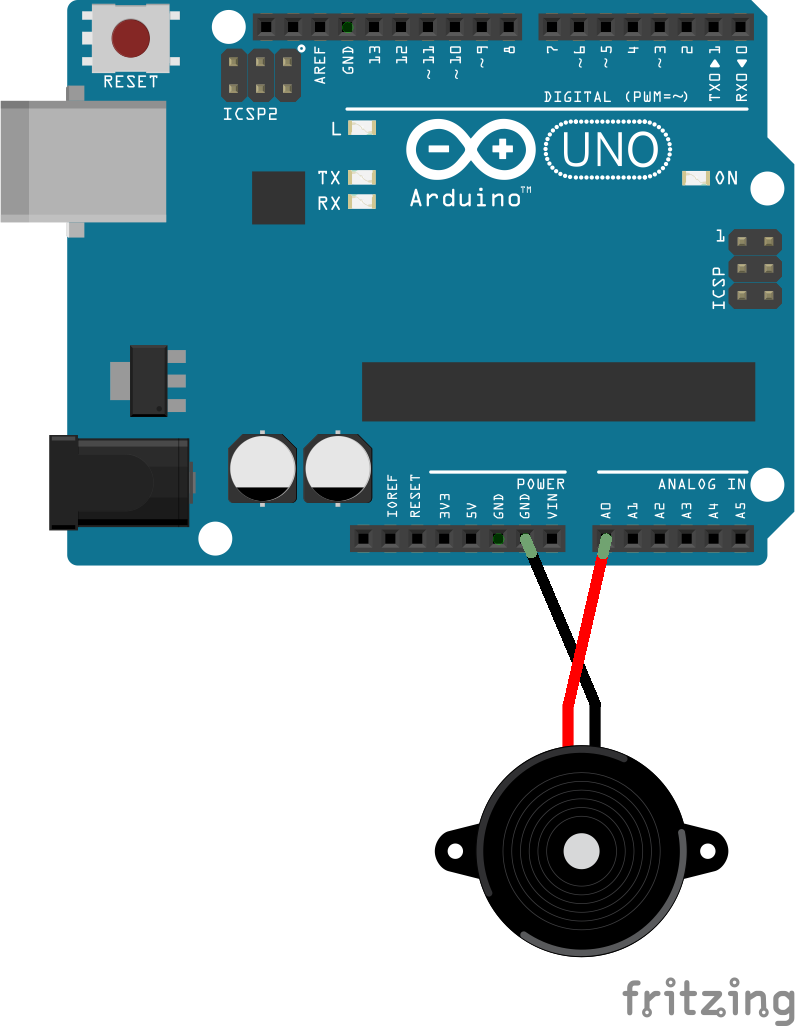 RESET
ICSP2
AREF
GND
13
12
~11
~10
~9
8
7
~6
~5
4
~3
2
TX0▶1
RX0◀0
DIGITAL (PWM=~)
L
TX
RX
UNO
Arduino™
ON
1
ICSP
POWER
ANALOG IN
IOREF
RESET
3V3
5V
GND
GND
VIN
A0
A1
A2
A3
A4
A5
fritzing